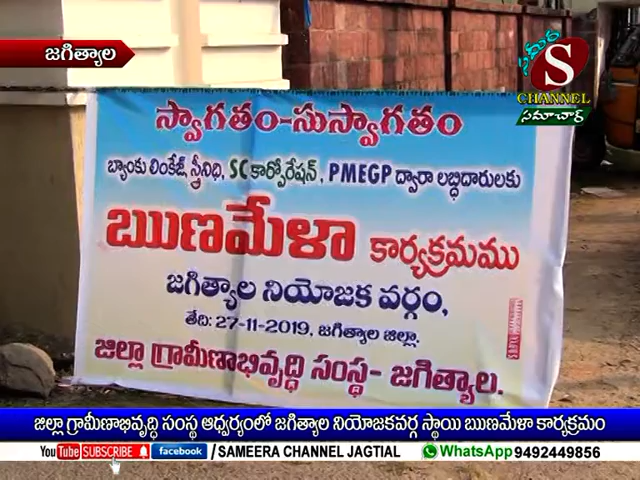 జగిత్యాల
సమీర
S
CHANNEL
సమాచార్
స్వాగతం-సుస్వాగతం
బ్యాంకు లింకేజ్, స్త్రీనిధి, SC కార్పోరేషన్, PMEGP ద్వారా లబ్ధిదారులకు
ఋణమేళా కార్యక్రమము
జగిత్యాల నియోజక వర్గం,
తేది: 27-11-2019, జగిత్యాల జిల్లా.
జిల్లా గ్రామీణాభివృద్ధి సంస్థ- జగిత్యాల.
జిల్లా గ్రామీణాభివృద్ధి సంస్థ ఆధ్వర్యంలో జగిత్యాల నియోజకవర్గ స్థాయి ఋణమేళా కార్యక్రమం
YouTube SUBSCRIBE facebook /SAMEERA CHANNEL JAGTIAL WhatsApp 9492449856